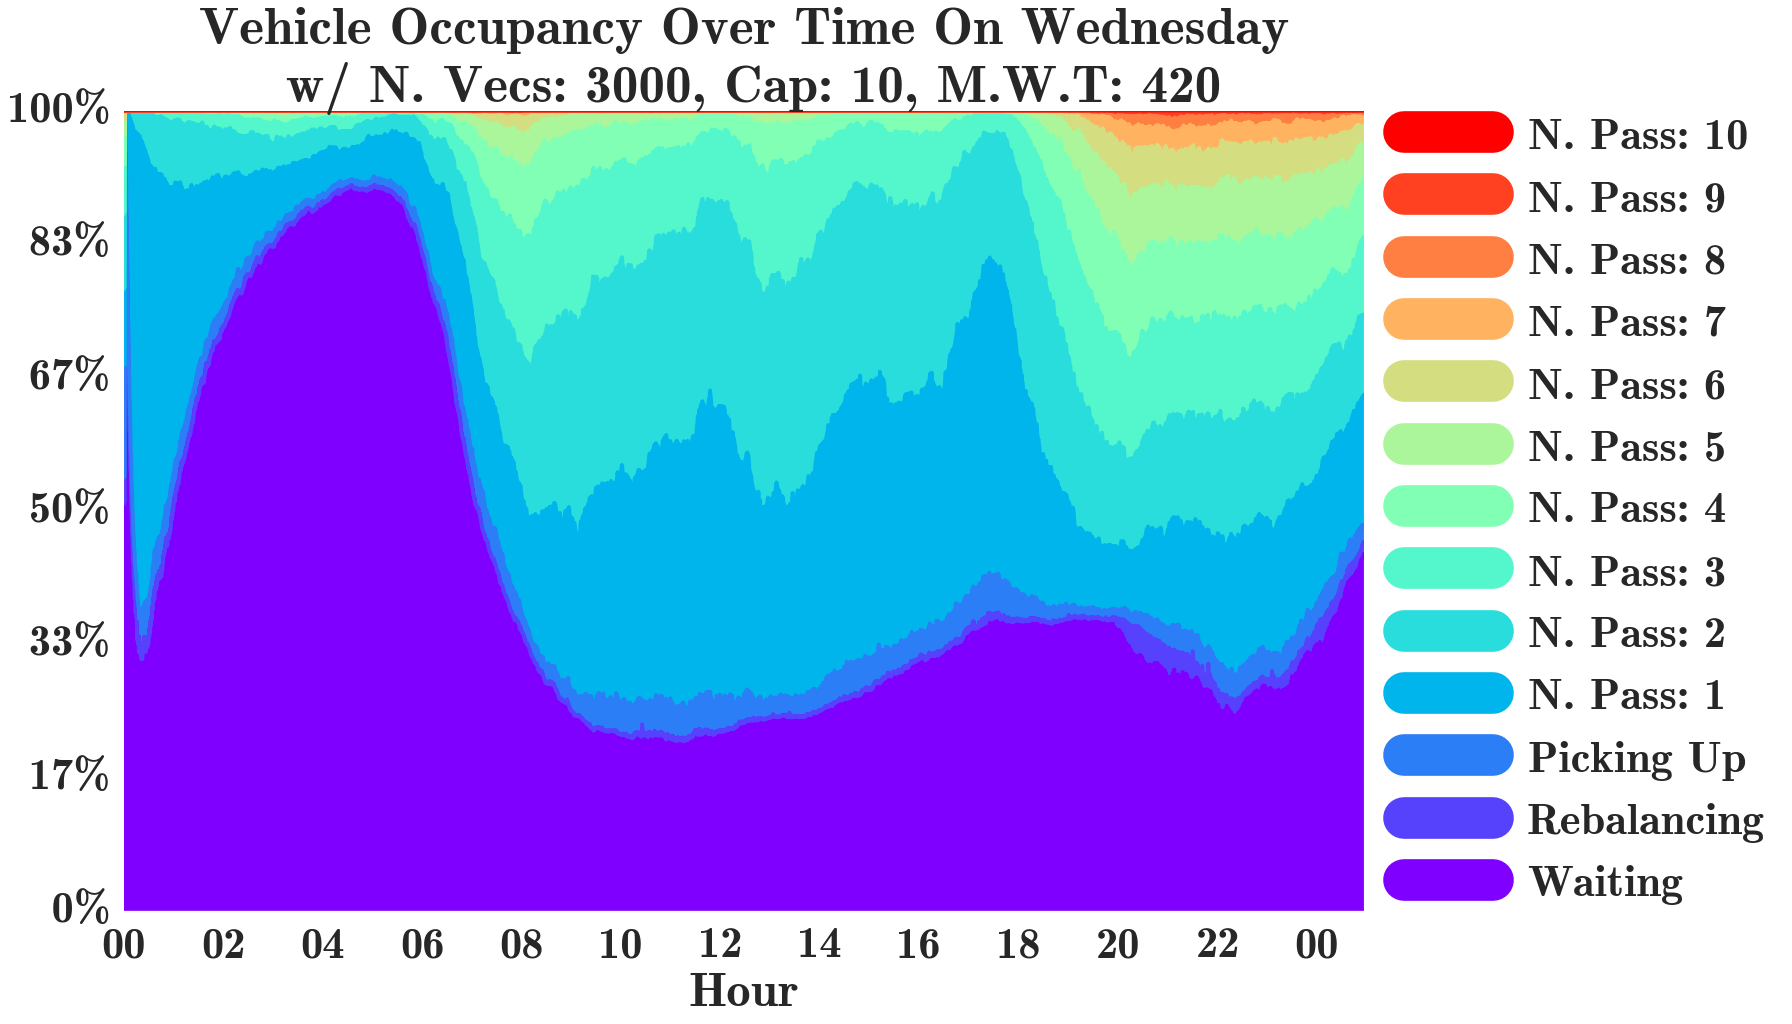 Vehicle Occupancy Over Time On Wednesday
w/ N. Vecs: 3000, Cap: 10, M.W.T: 420
100%
83%
67%
50%
33%
17%
0%
00 02 04 06 08 10 12 14 16 18 20 22 00
Hour
N. Pass: 10
N. Pass: 9
N. Pass: 8
N. Pass: 7
N. Pass: 6
N. Pass: 5
N. Pass: 4
N. Pass: 3
N. Pass: 2
N. Pass: 1
Picking Up
Rebalancing
Waiting